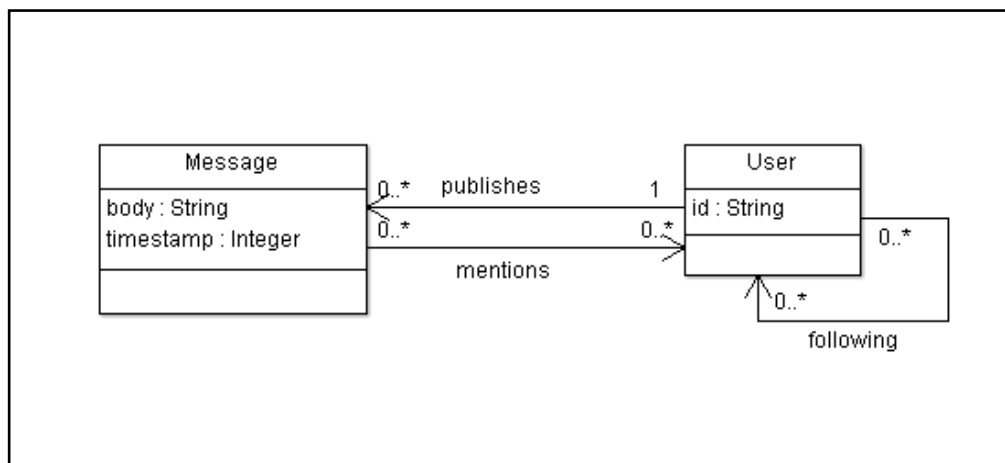 Message
body : String
timestamp : Integer
0..*
publishes
1
0..*
0..*
mentions
User
id : String
0..*
0..*
following